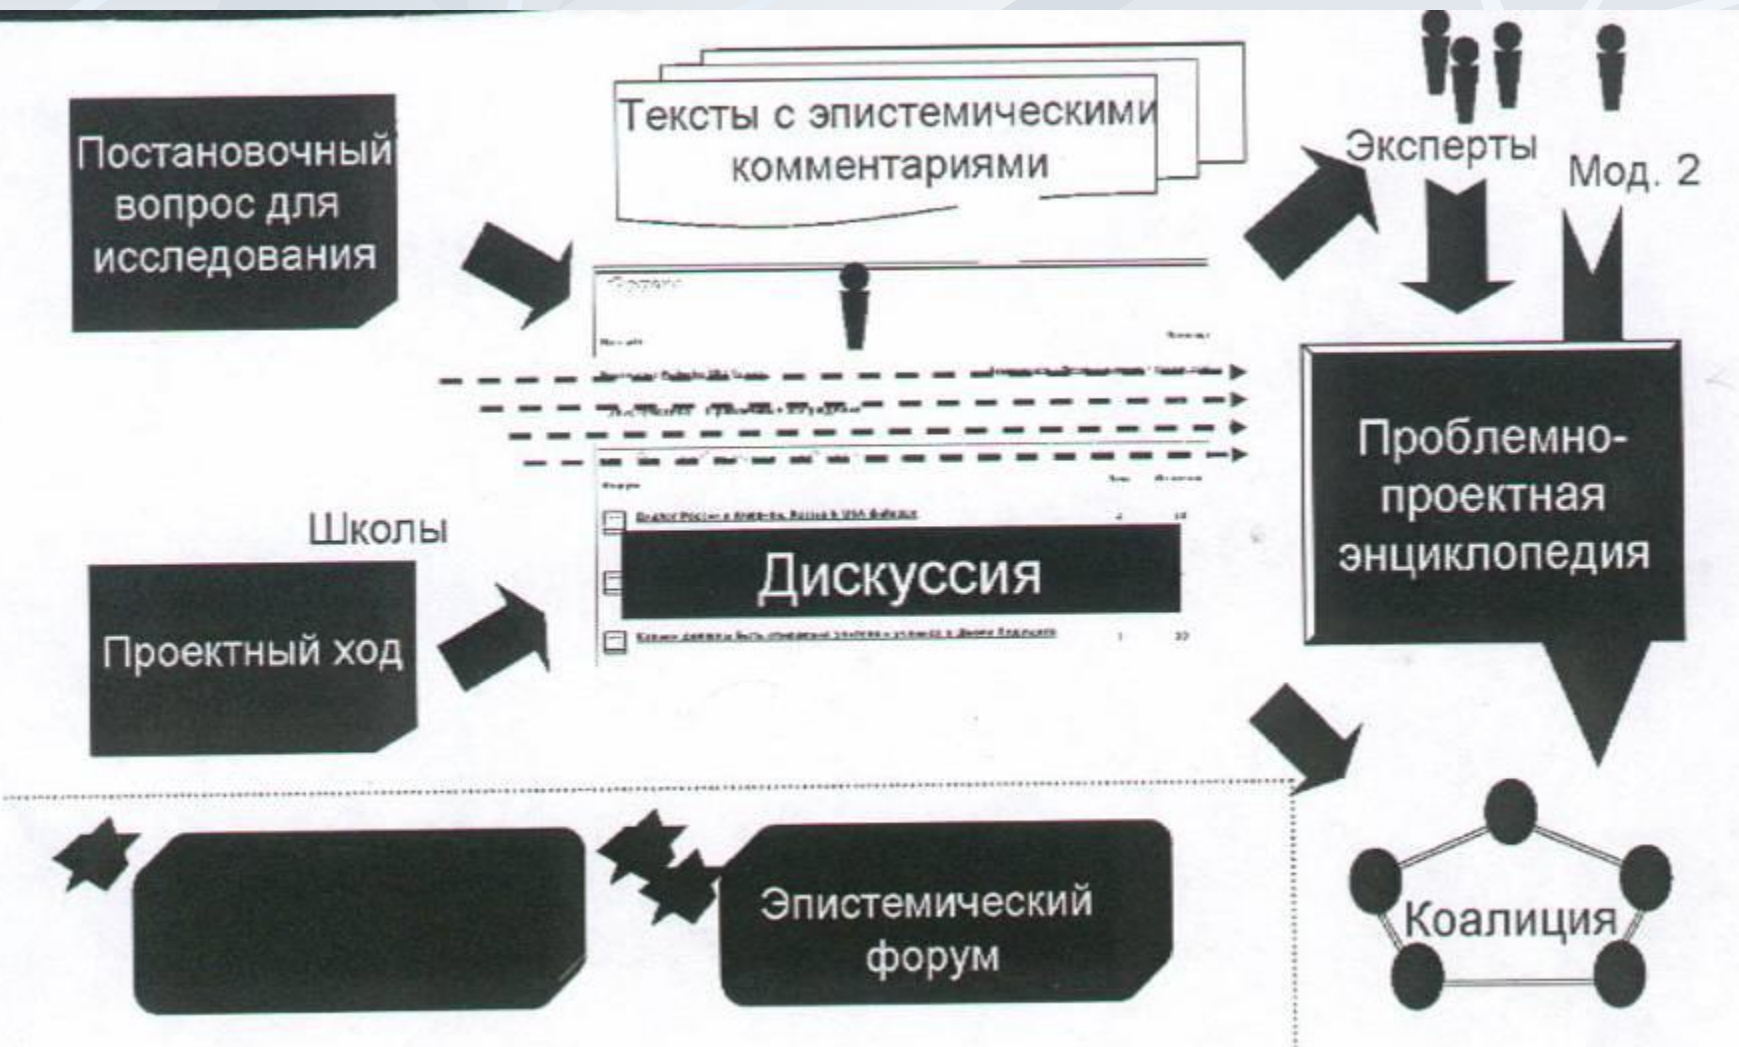 Постановочный
вопрос для
исследования
Тексты с эпистемическими
комментариями
Эксперты
Мод. 2
Форум
Школы
Проектный ход
Дискуссия
Проблемно-
проектная
энциклопедия
Эпистемический
форум
Коалиция